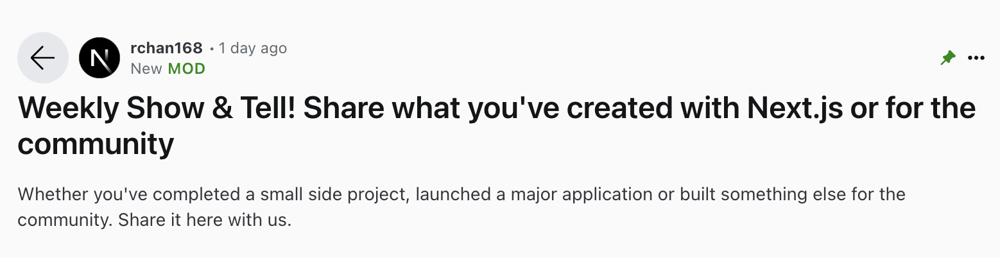 N
rchan168 • 1 day ago
New MOD
Weekly Show & Tell! Share what you've created with Next.js or for the
community
Whether you've completed a small side project, launched a major application or built something else for the
community. Share it here with us.